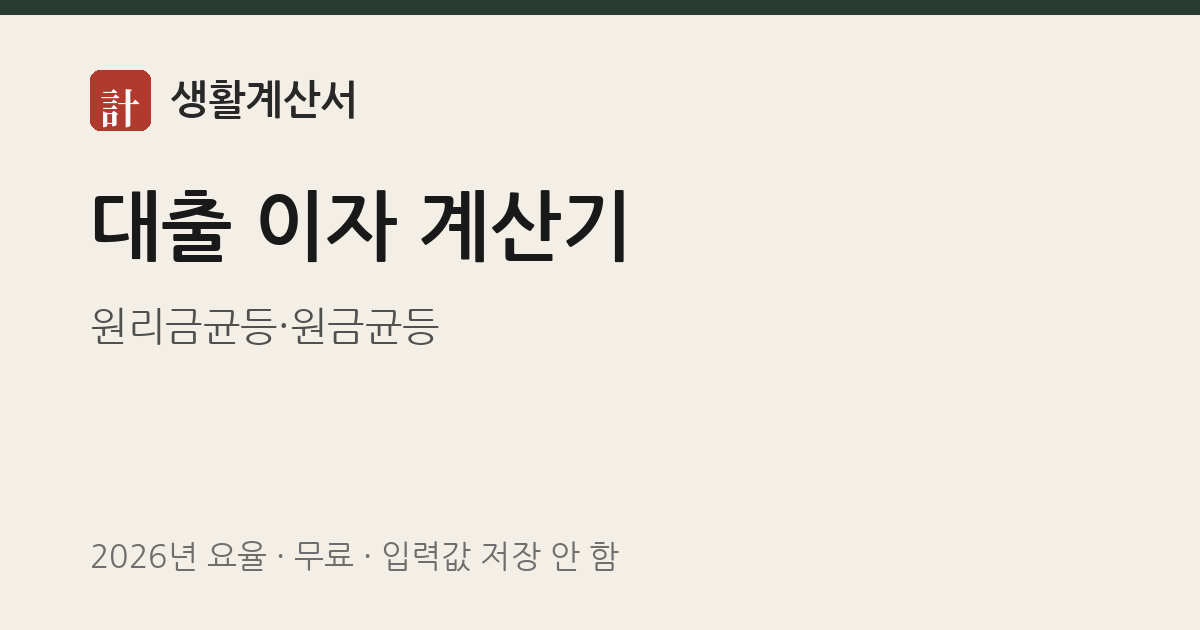 計 생활계산서
대출 이자 계산기
원리금균등·원금균등
2026년 요율 · 무료 · 입력값 저장 안 함